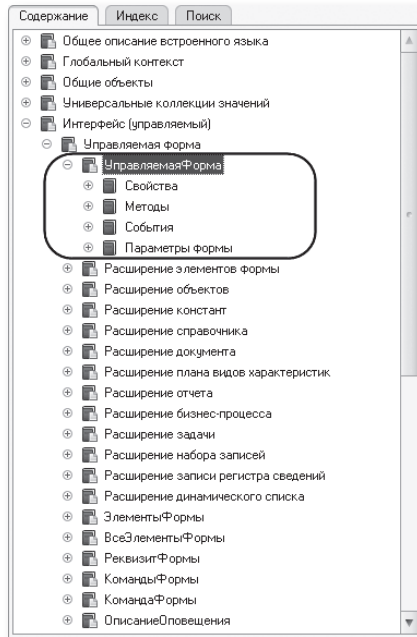 Содержание Индекс Поиск
Общее описание встроенного языка
Глобальный контекст
Общие объекты
Универсальные коллекции значений
Интерфейс (управляемый)
Управляемая форма
УправляемаяФорма
Свойства
Методы
События
Параметры формы
Расширение элементов формы
Расширение объектов
Расширение констант
Расширение справочника
Расширение документа
Расширение плана видов характеристик
Расширение отчета
Расширение бизнес-процесса
Расширение задачи
Расширение набора записей
Расширение записи регистра сведений
Расширение динамического списка
ЭлементыФормы
ВсеЭлементыФормы
РеквизитФормы
КомандыФормы
КомандаФормы
ОписаниеОповещения